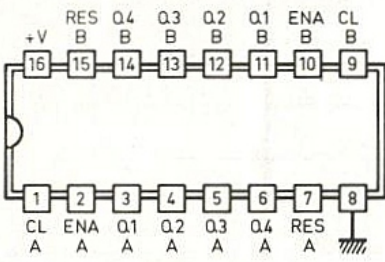 RES Q4 Q3 Q2 Q1 ENA CL
+V B B B B B B B
16 15 14 13 12 11 10 9
1 2 3 4 5 6 7 8
CL ENA Q1 Q2 Q3 Q4 RES
A A A A A A A